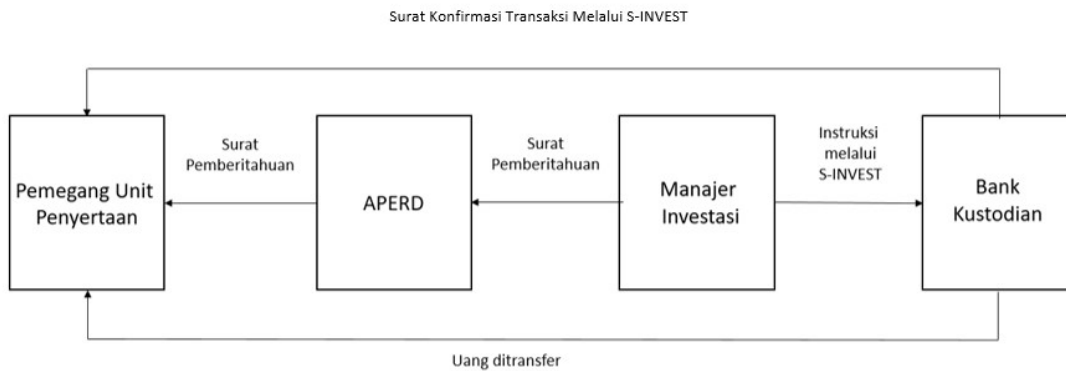 Surat Konfirmasi Transaksi Melalui S-INVEST
Surat
Pemberitahuan
Surat
Pemberitahuan
Instruksi
melalui
S-INVEST
Pemegang Unit
Penyertaan
APERD
Manajer
Investasi
Bank
Kustodian
Uang ditransfer